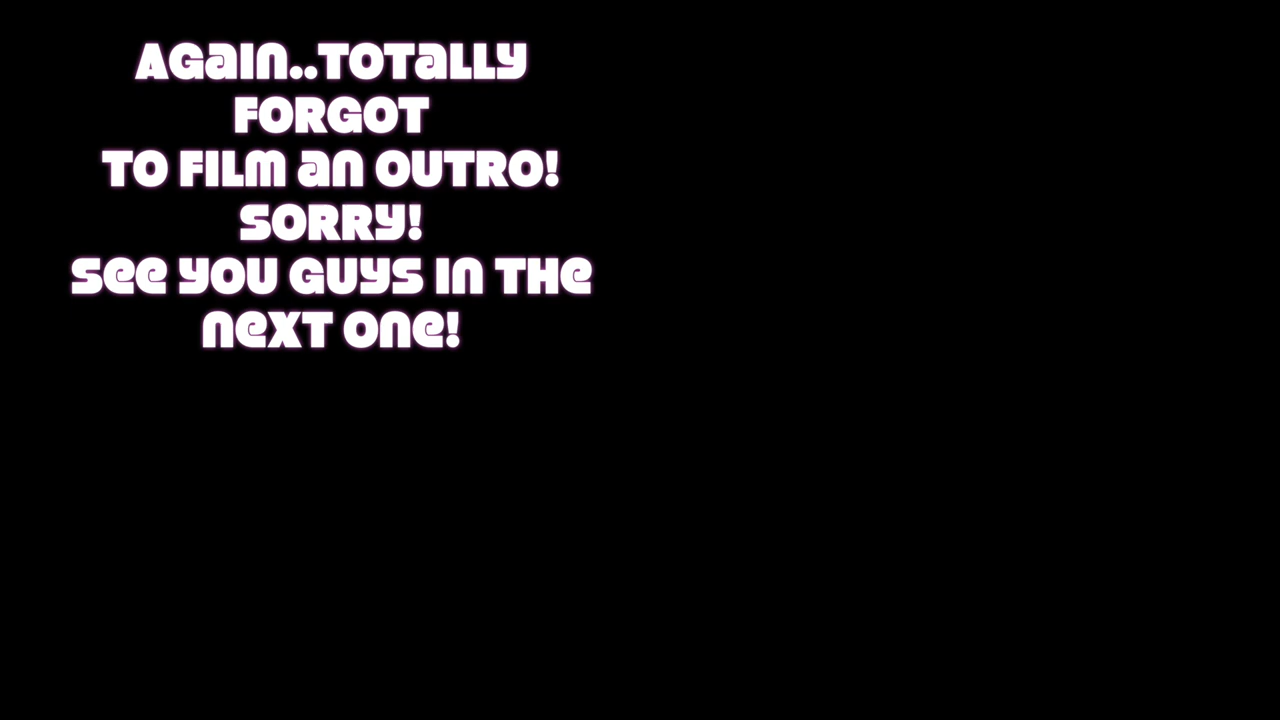 Again..Totally
FORGOT
TO FILM an OUTRO!
SORRY!
See you Guys In The
next One!